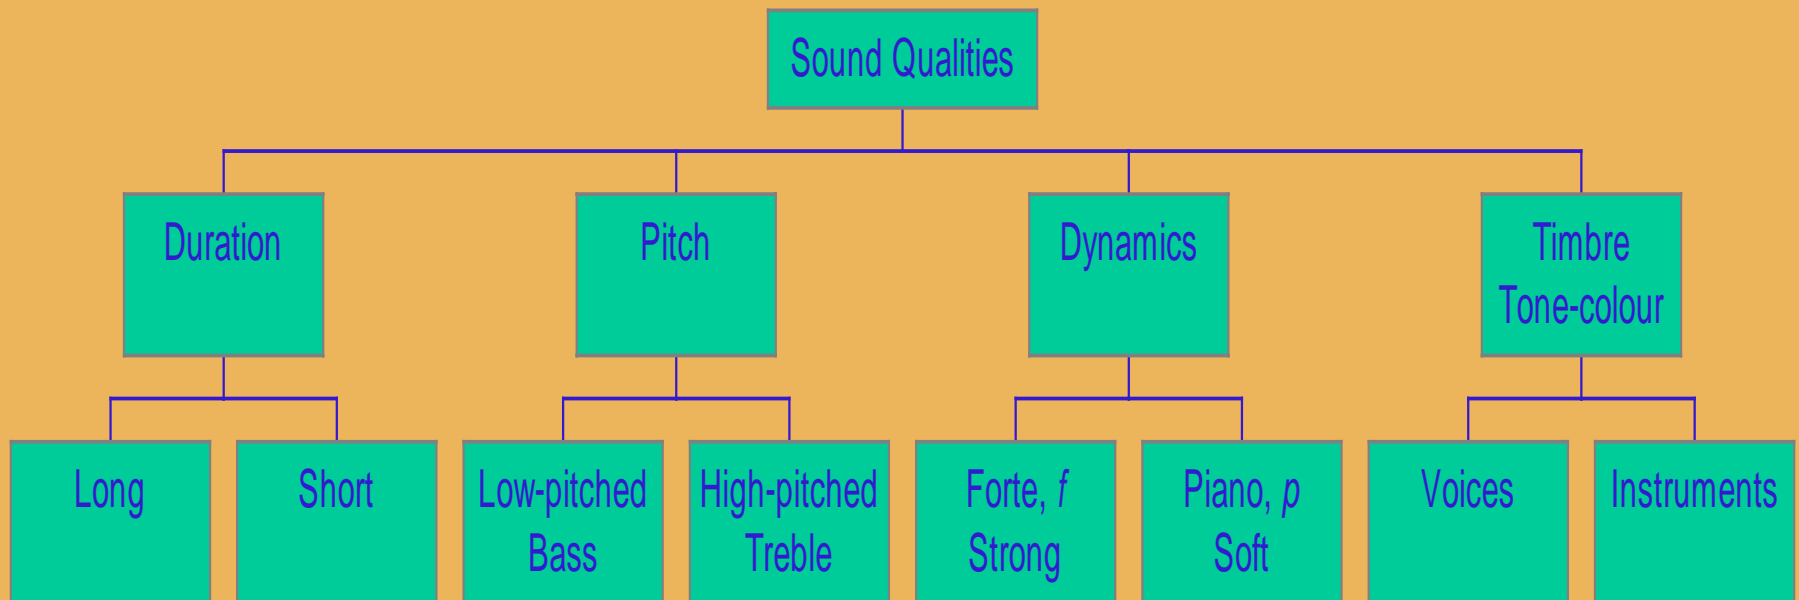 Sound Qualities
Duration
Pitch
Dynamics
Timbre
Tone-colour
Long
Short
Low-pitched
Bass
High-pitched
Treble
Forte, f
Strong
Piano, p
Soft
Voices
Instruments